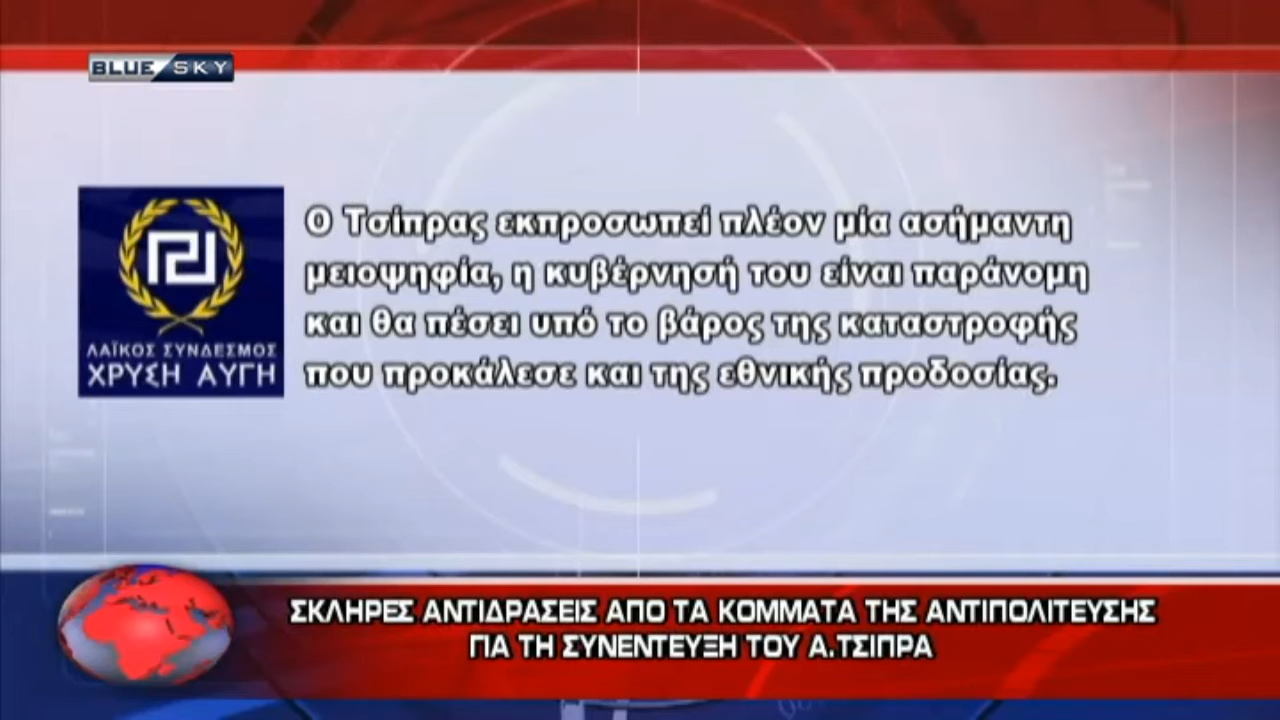 BLUE SKY
Ο Τσίπρας εκπροσωπεί πλέον μία ασήμαντη
μειοψηφία, η κυβέρνησή του είναι παράνομη
και θα πέσει υπό το βάρος της καταστροφής
που προκάλεσε και της εθνικής προδοσίας.
ΛΑΪΚΟΣ ΣΥΝΔΕΣΜΟΣ
ΧΡΥΣΗ ΑΥΓΗ
ΣΚΛΗΡΕΣ ΑΝΤΙΔΡΑΣΕΙΣ ΑΠΟ ΤΑ ΚΟΜΜΑΤΑ ΤΗΣ ΑΝΤΙΠΟΛΙΤΕΥΣΗΣ
ΓΙΑ ΤΗ ΣΥΝΕΝΤΕΥΞΗ ΤΟΥ Α.ΤΣΙΠΡΑ